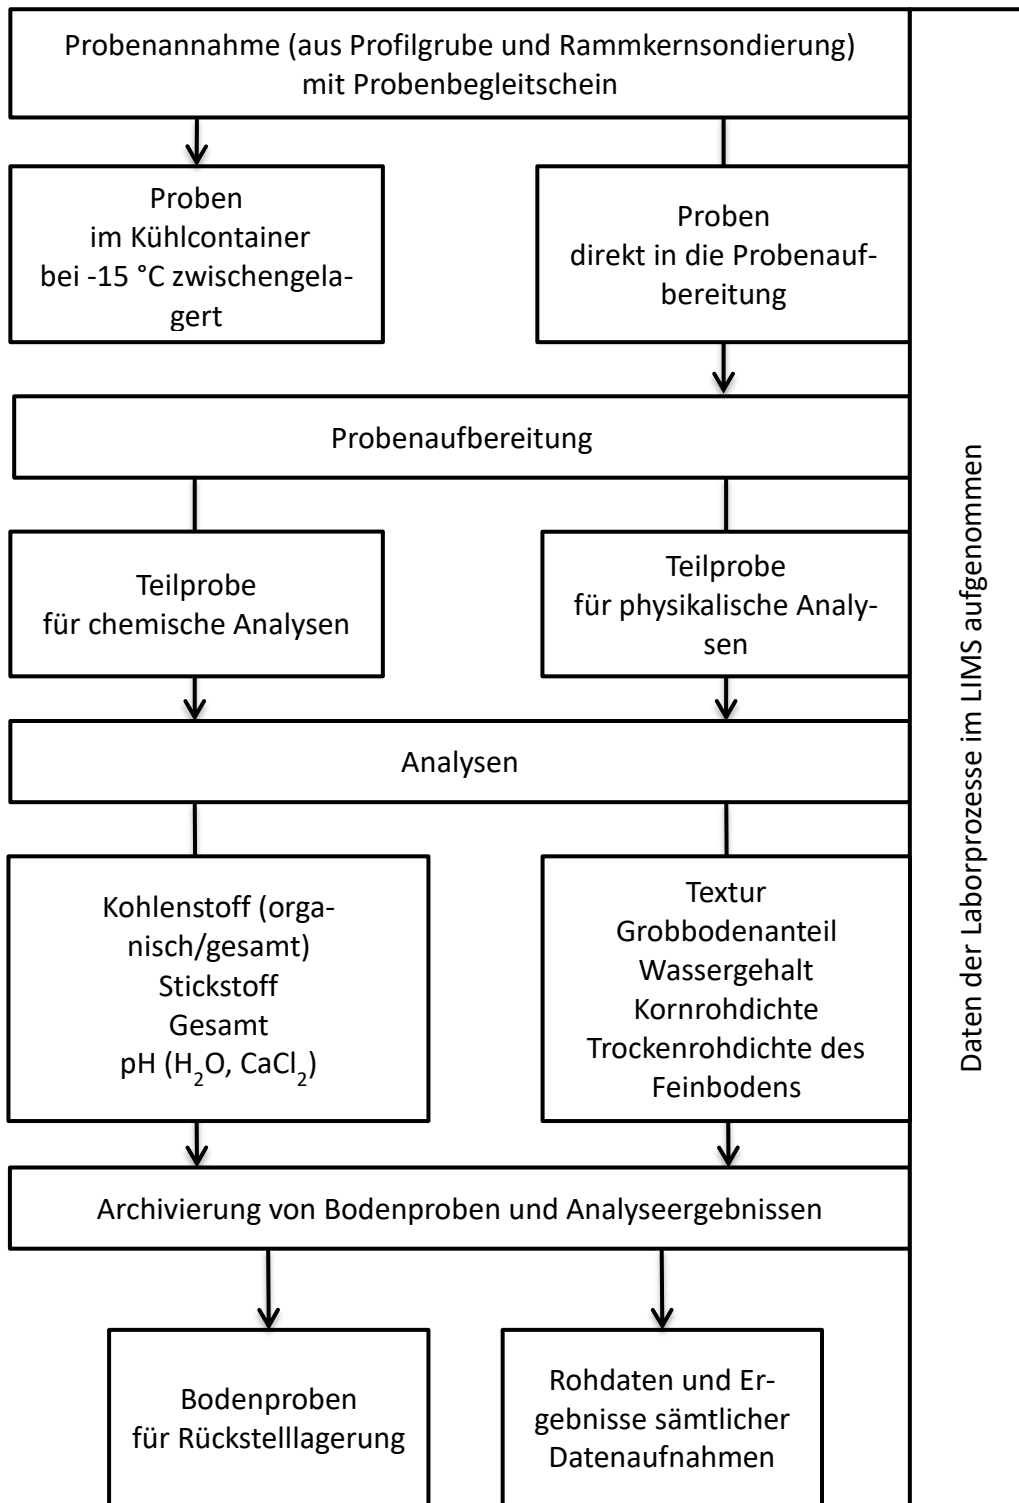 Probenannahme (aus Profilgrube und Rammkernsondierung)
mit Probenbegleitschein
Proben
im Kühlcontainer
bei -15 °C zwischengela-
gert
Proben
direkt in die Probenauf-
bereitung
Probenaufbereitung
Teilprobe
für chemische Analysen
Teilprobe
für physikalische Analy-
sen
Analysen
Kohlenstoff (orga-
nisch/gesamt)
Stickstoff
Gesamt
pH (H₂O, CaCl₂)
Textur
Grobbodenanteil
Wassergehalt
Kornrohdichte
Trockenrohdichte des
Feinbodens
Archivierung von Bodenproben und Analyseergebnissen
Bodenproben
für Rückstelllagerung
Rohdaten und Er-
gebnisse sämtlicher
Datenaufnahmen
Daten der Laborprozesse im LIMS aufgenommen